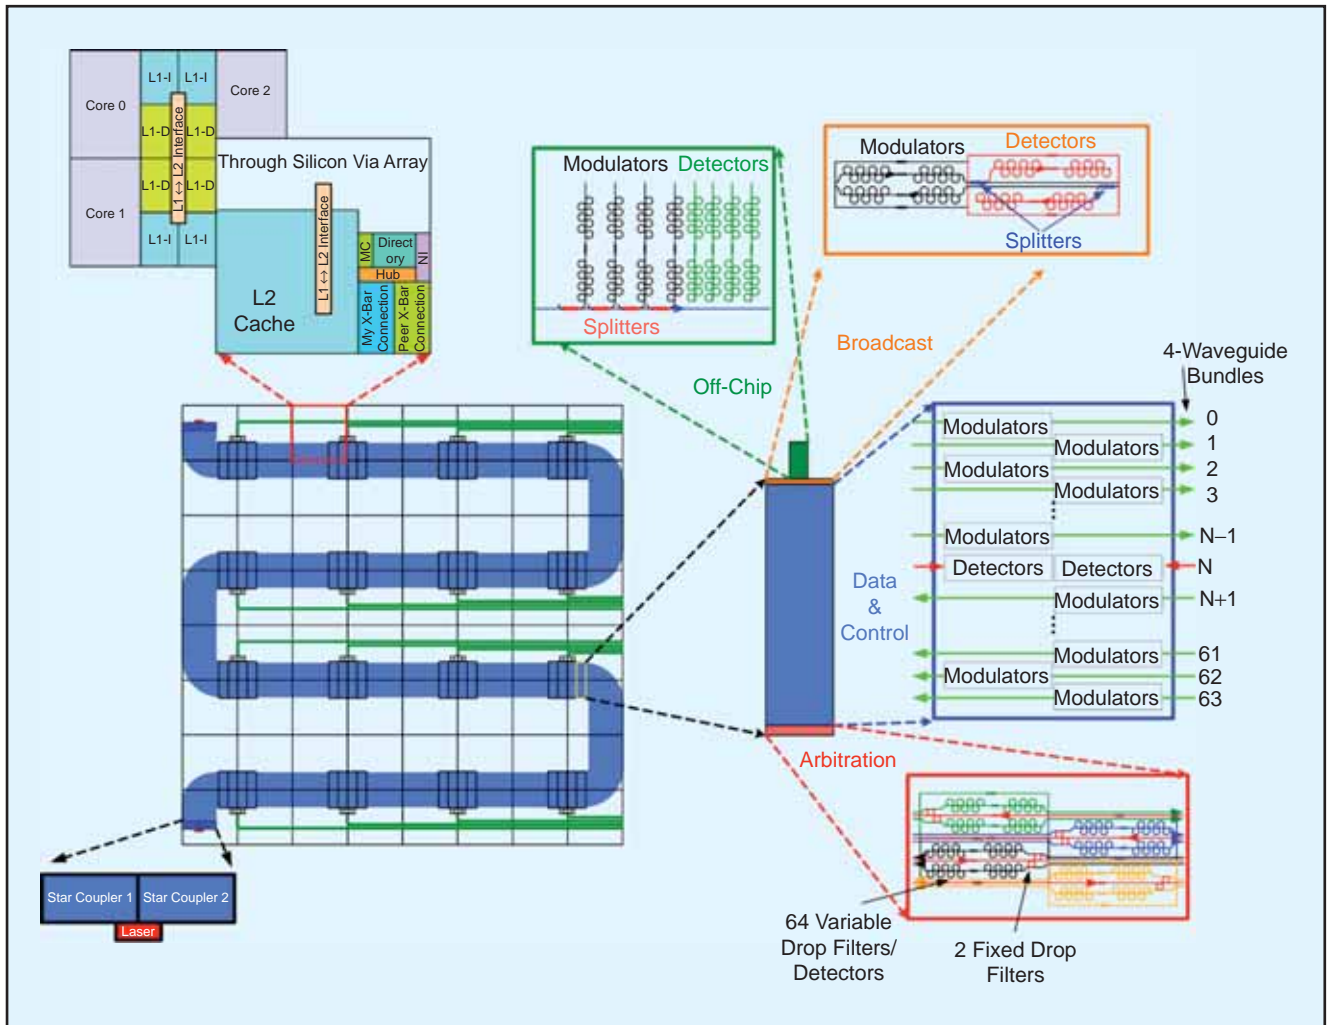 Core 0
L1-I
L1-I
Core 2
L1-D
L1-D
L1 ↔ L2 Interface
Core 1
L1-D
L1-D
L1-I
L1-I
Through Silicon Via Array
L1 ↔ L2 Interface
L2
Cache
MC
Direct
ory
NI
Hub
My X-Bar
Connection
Peer X-Bar
Connection
Modulators
Detectors
Splitters
Off-Chip
Modulators
Detectors
Splitters
Broadcast
4-Waveguide
Bundles
Modulators
0
Modulators
1
Modulators
2
Modulators
3
Modulators
N–1
Detectors
Detectors
N
Modulators
N+1
Modulators
61
Modulators
62
Modulators
63
Data
&
Control
Arbitration
64 Variable
Drop Filters/
Detectors
2 Fixed Drop
Filters
Star Coupler 1
Star Coupler 2
Laser